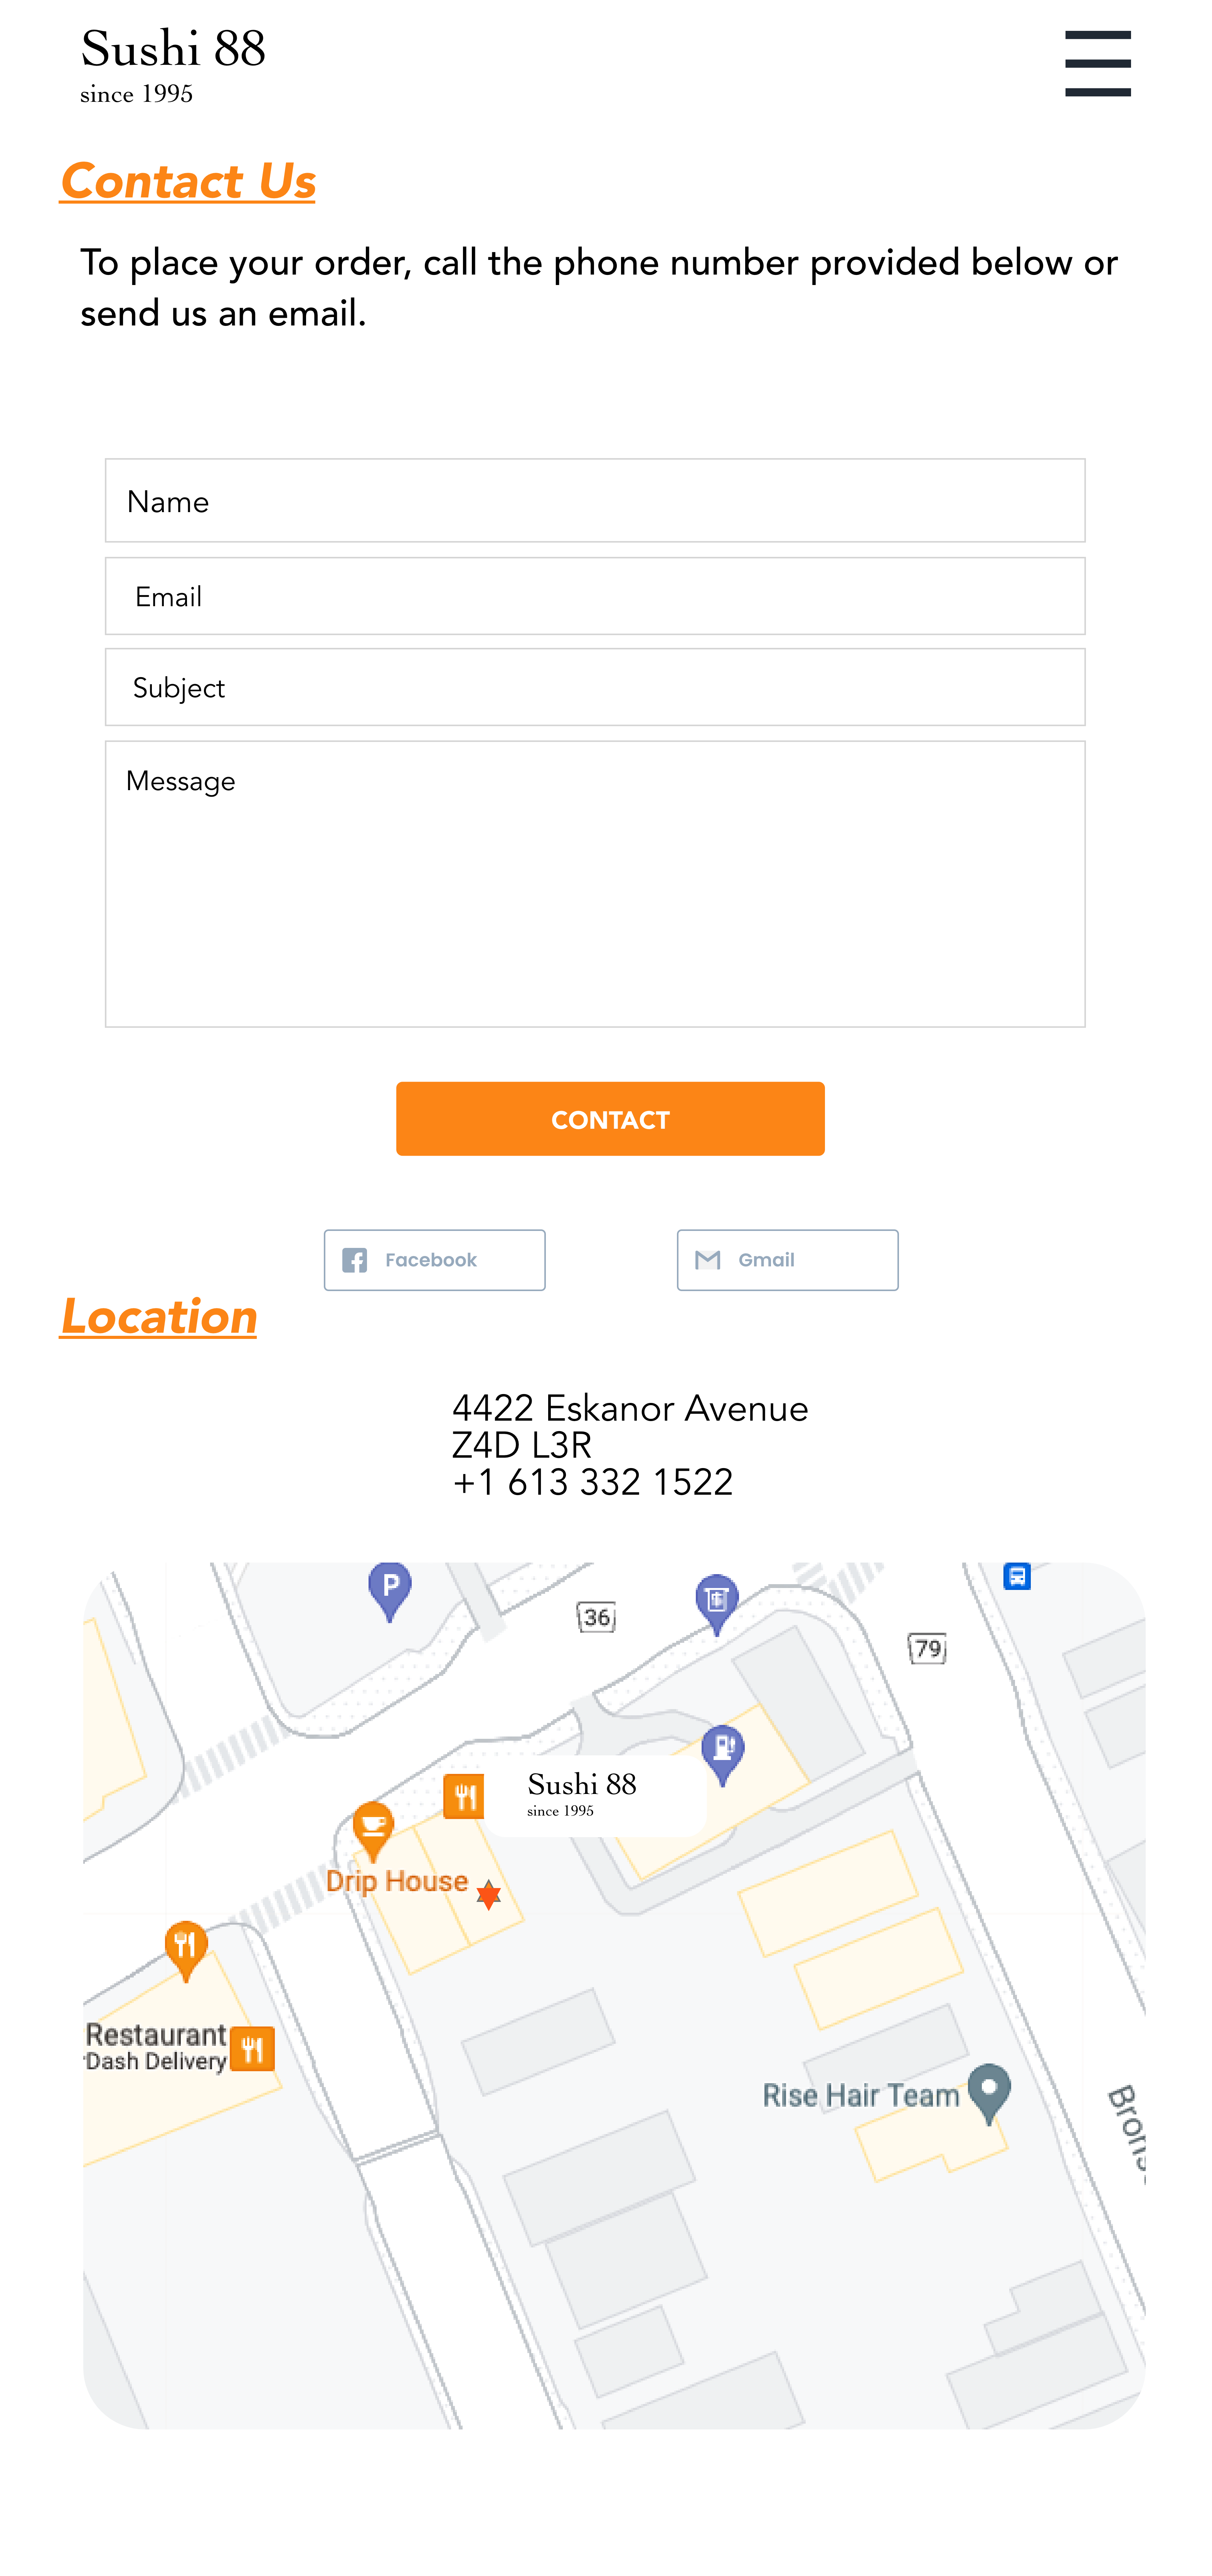 Sushi 88
since 1995
Contact Us
To place your order, call the phone number provided below or
send us an email.
Name
Email
Subject
Message
CONTACT
Facebook
Gmail
Location
4422 Eskanor Avenue
Z4D L3R
+1 613 332 1522
P
36
79
Sushi 88
since 1995
Drip House
Restaurant
Dash Delivery
Rise Hair Team